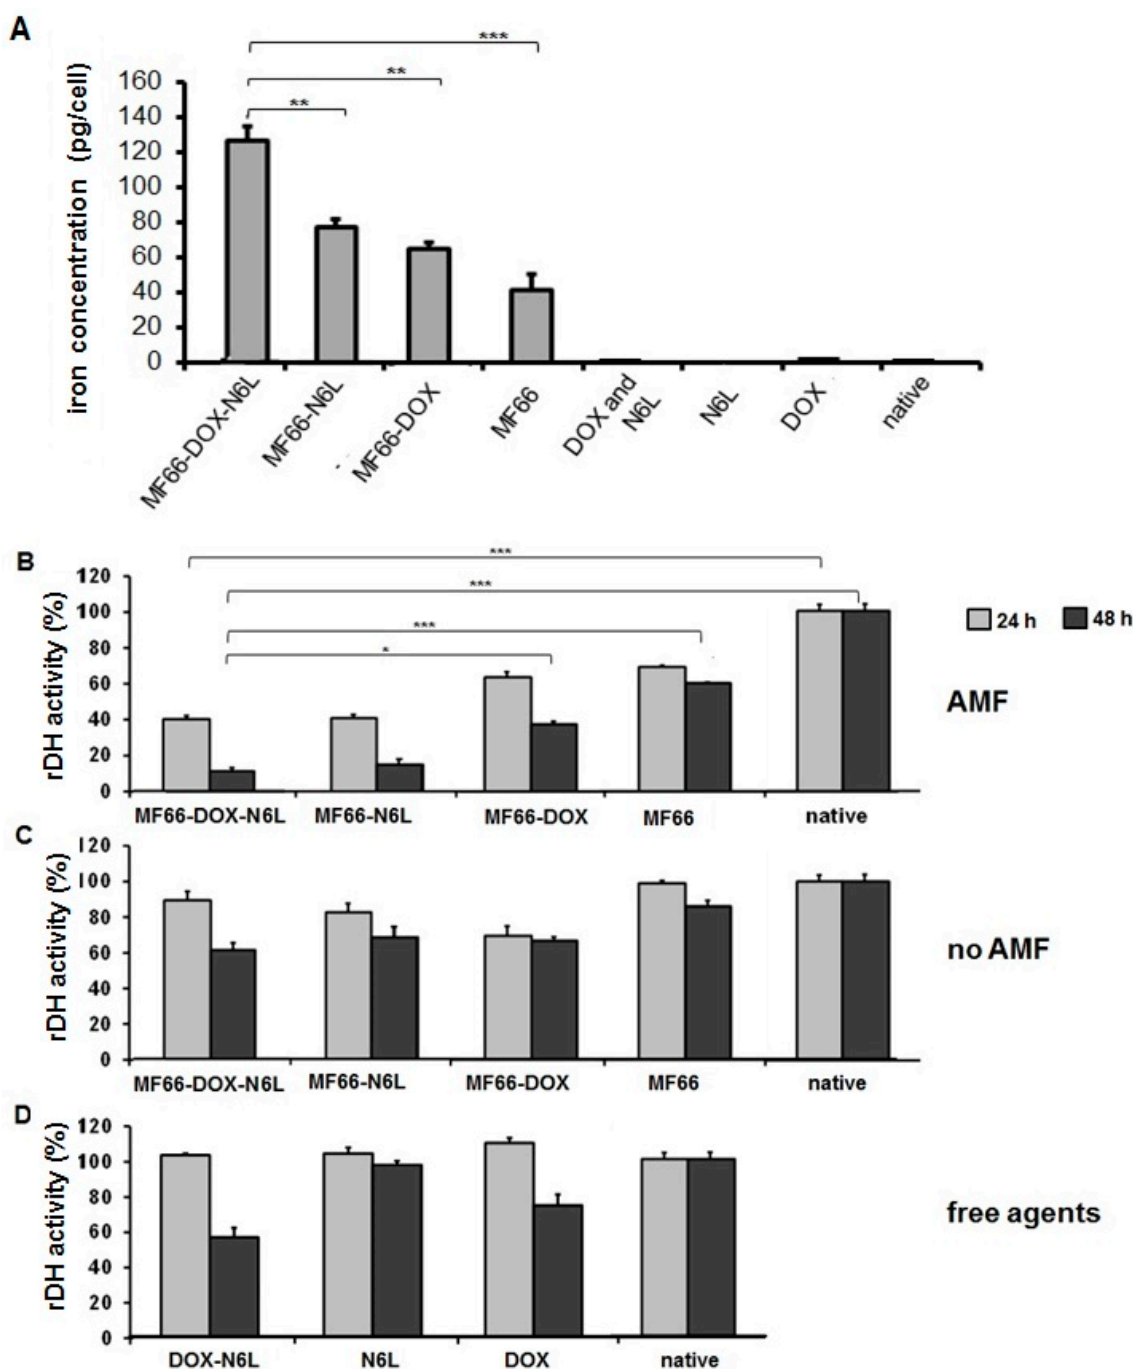 A
***
**
**
iron concentration (pg/cell)
160
140
120
100
80
60
40
20
0
MF66-DOX-N6L
MF66-N6L
MF66-DOX
MF66
DOX and
N6L
N6L
DOX
native
B
***
***
***
*
rDH activity (%)
120
100
80
60
40
20
0
24 h
48 h
AMF
MF66-DOX-N6L
MF66-N6L
MF66-DOX
MF66
native
C
rDH activity (%)
120
100
80
60
40
20
0
no AMF
MF66-DOX-N6L
MF66-N6L
MF66-DOX
MF66
native
D
rDH activity (%)
120
100
80
60
40
20
0
free agents
DOX-N6L
N6L
DOX
native